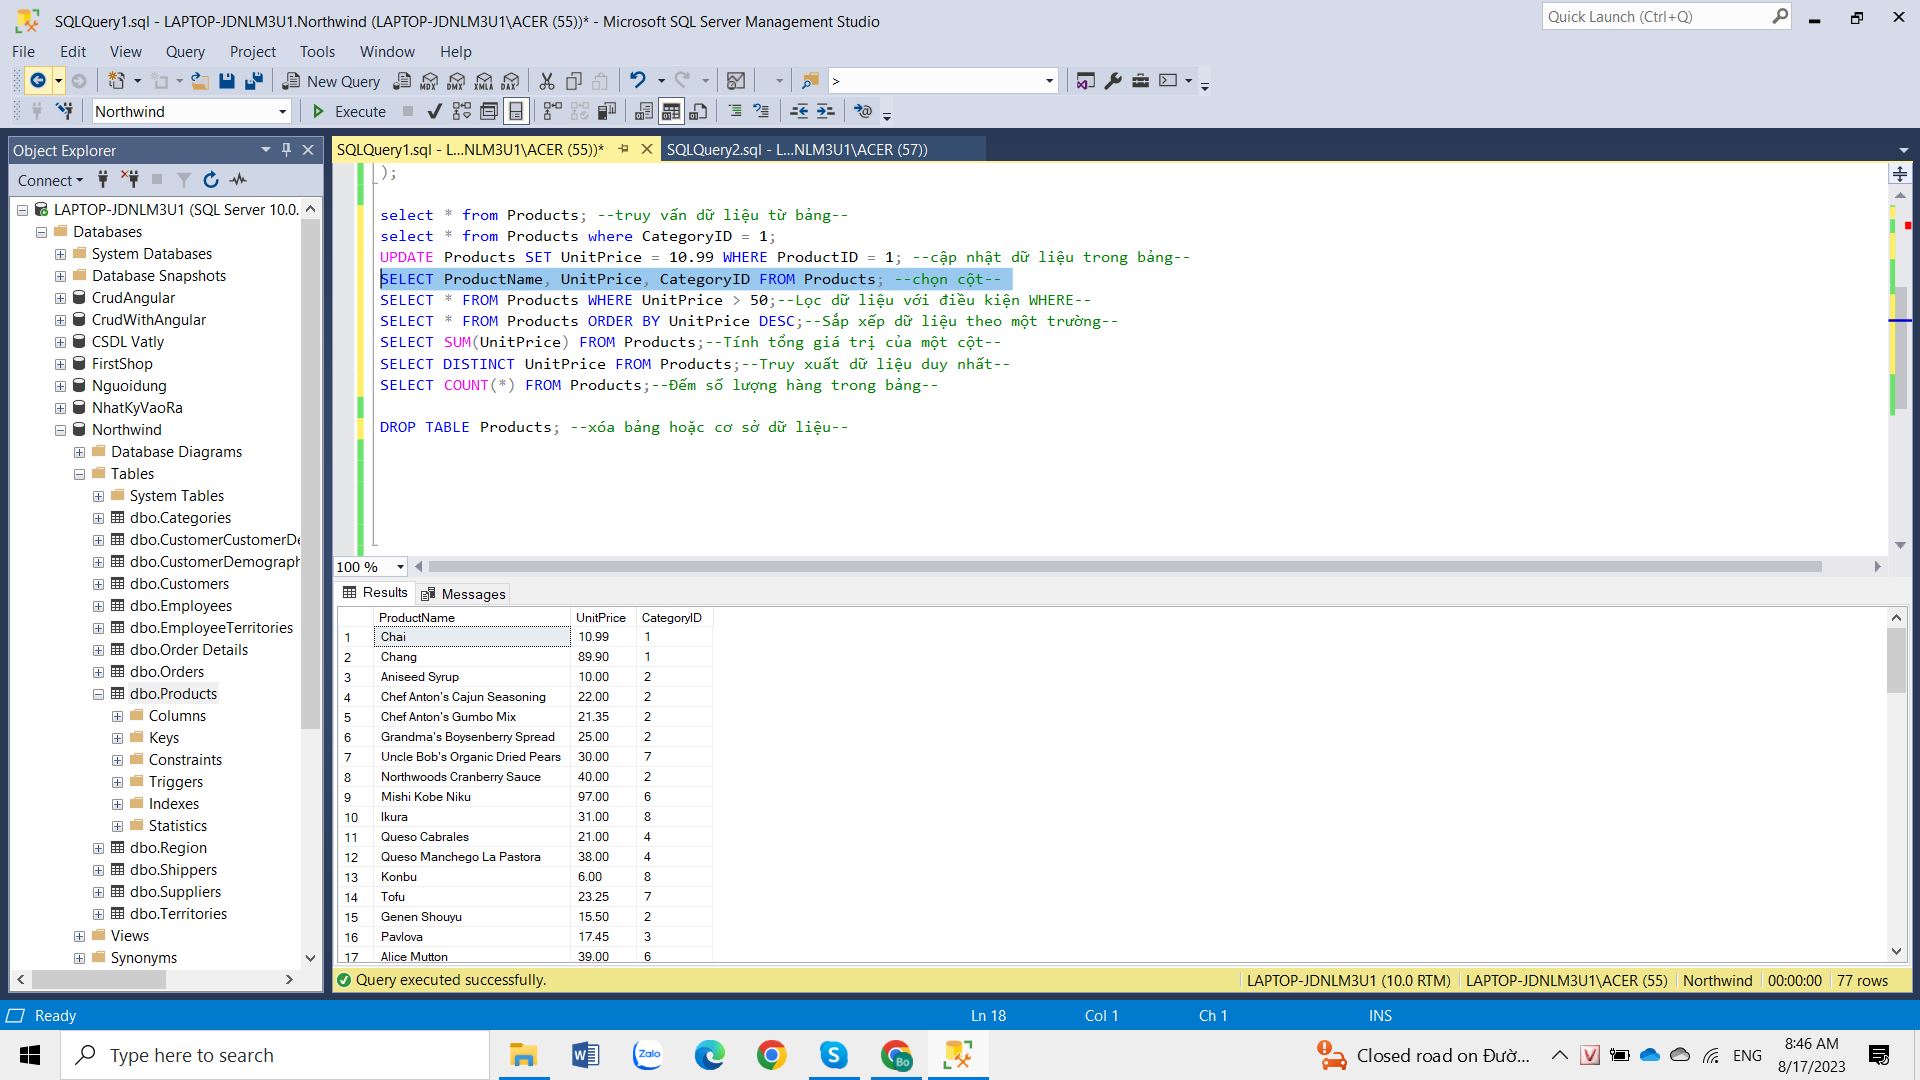 SQLQuery1.sql - LAPTOP-JDNLM3U1.Northwind (LAPTOP-JDNLM3U1\ACER (55))* - Microsoft SQL Server Management Studio
Quick Launch (Ctrl+Q)
File Edit View Query Project Tools Window Help
New Query
MDX DMX XMLA DAX
>
Northwind
Execute
Object Explorer
SQLQuery1.sql - L...NLM3U1\ACER (55))*
SQLQuery2.sql - L...NLM3U1\ACER (57))
Connect
LAPTOP-JDNLM3U1 (SQL Server 10.0.
Databases
System Databases
Database Snapshots
CrudAngular
CrudWithAngular
CSDL Vatly
FirstShop
Nguoidung
NhatKyVaoRa
Northwind
Database Diagrams
Tables
System Tables
dbo.Categories
dbo.CustomerCustomerDe
dbo.CustomerDemograph
dbo.Customers
dbo.Employees
dbo.EmployeeTerritories
dbo.Order Details
dbo.Orders
dbo.Products
Columns
Keys
Constraints
Triggers
Indexes
Statistics
dbo.Region
dbo.Shippers
dbo.Suppliers
dbo.Territories
Views
Synonyms
);
select * from Products; --truy vấn dữ liệu từ bảng--
select * from Products where CategoryID = 1;
UPDATE Products SET UnitPrice = 10.99 WHERE ProductID = 1; --cập nhật dữ liệu trong bảng--
SELECT ProductName, UnitPrice, CategoryID FROM Products; --chọn cột--
SELECT * FROM Products WHERE UnitPrice > 50;--Lọc dữ liệu với điều kiện WHERE--
SELECT * FROM Products ORDER BY UnitPrice DESC;--Sắp xếp dữ liệu theo một trường--
SELECT SUM(UnitPrice) FROM Products;--Tính tổng giá trị của một cột--
SELECT DISTINCT UnitPrice FROM Products;--Truy xuất dữ liệu duy nhất--
SELECT COUNT(*) FROM Products;--Đếm số lượng hàng trong bảng--
DROP TABLE Products; --xóa bảng hoặc cơ sở dữ liệu--
100 %
Results Messages
ProductName UnitPrice CategoryID
1 Chai 10.99 1
2 Chang 89.90 1
3 Aniseed Syrup 10.00 2
4 Chef Anton's Cajun Seasoning 22.00 2
5 Chef Anton's Gumbo Mix 21.35 2
6 Grandma's Boysenberry Spread 25.00 2
7 Uncle Bob's Organic Dried Pears 30.00 7
8 Northwoods Cranberry Sauce 40.00 2
9 Mishi Kobe Niku 97.00 6
10 Ikura 31.00 8
11 Queso Cabrales 21.00 4
12 Queso Manchego La Pastora 38.00 4
13 Konbu 6.00 8
14 Tofu 23.25 7
15 Genen Shouyu 15.50 2
16 Pavlova 17.45 3
17 Alice Mutton 39.00 6
Query executed successfully.
LAPTOP-JDNLM3U1 (10.0 RTM) LAPTOP-JDNLM3U1\ACER (55) Northwind 00:00:00 77 rows
Ready Ln 18 Col 1 Ch 1 INS
Type here to search
Zalo
Bo
Closed road on Đườ...
ENG
8:46 AM
8/17/2023